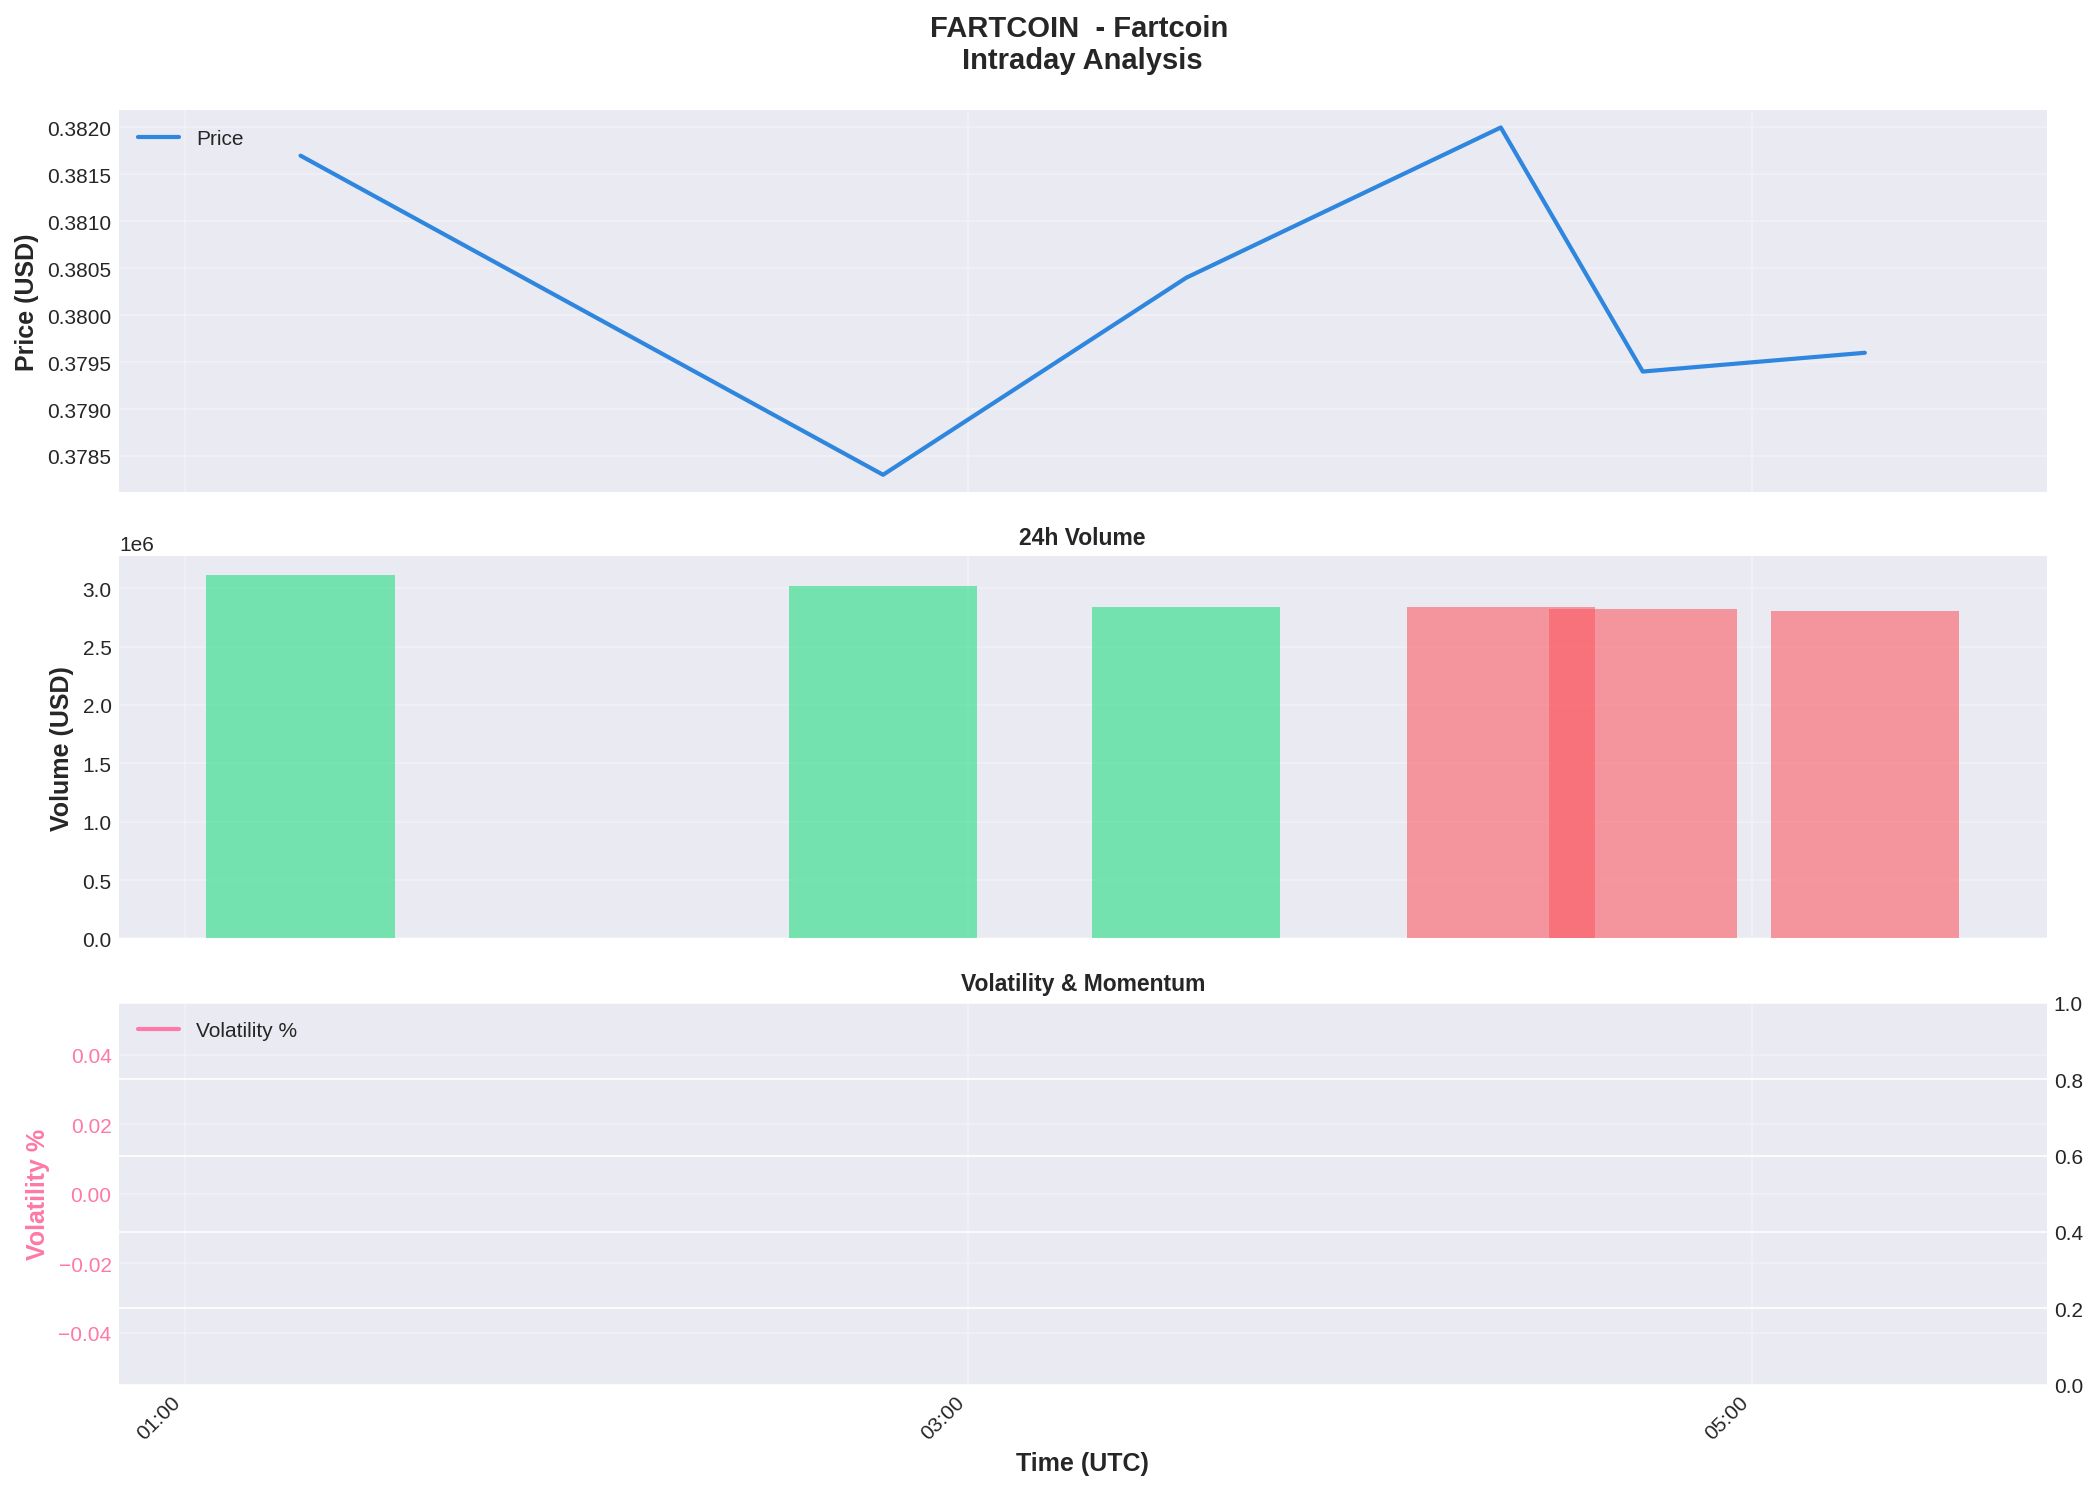 FARTCOIN  - Fartcoin
Intraday Analysis
Price (USD)
0.3820
0.3815
0.3810
0.3805
0.3800
0.3795
0.3790
0.3785
Price
24h Volume
1e6
Volume (USD)
3.0
2.5
2.0
1.5
1.0
0.5
0.0
Volatility & Momentum
Volatility %
0.04
0.02
0.00
−0.02
−0.04
Volatility %
1.0
0.8
0.6
0.4
0.2
0.0
01:00
03:00
05:00
Time (UTC)